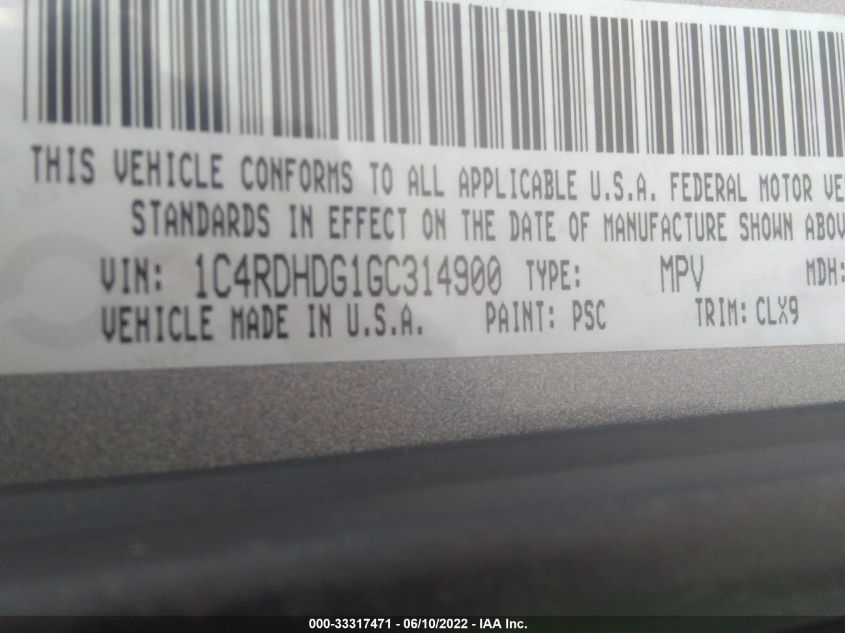 THIS VEHICLE CONFORMS TO ALL APPLICABLE U.S.A. FEDERAL MOTOR VE
STANDARDS IN EFFECT ON THE DATE OF MANUFACTURE SHOWN ABOV
VIN: 1C4RDHDG1GC314900 TYPE: MPV MDH:
VEHICLE MADE IN U.S.A. PAINT: PSC TRIM: CLX9
000-33317471 - 06/10/2022 - IAA Inc.